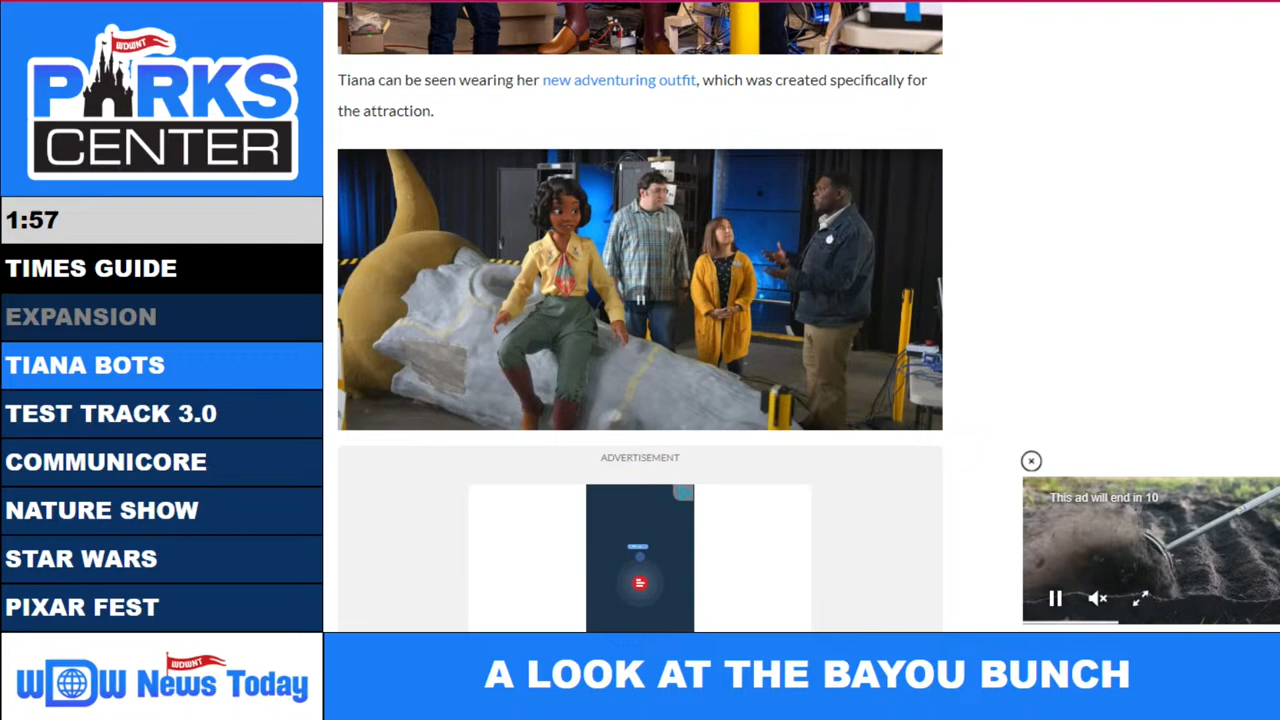 WDWNT
PARKS
CENTER
1:57
TIMES GUIDE
EXPANSION
TIANA BOTS
TEST TRACK 3.0
COMMUNICORE
NATURE SHOW
STAR WARS
PIXAR FEST
Tiana can be seen wearing her new adventuring outfit, which was created specifically for
the attraction.
ADVERTISEMENT
This ad will end in 10
WDWNT
WDW News Today
A LOOK AT THE BAYOU BUNCH